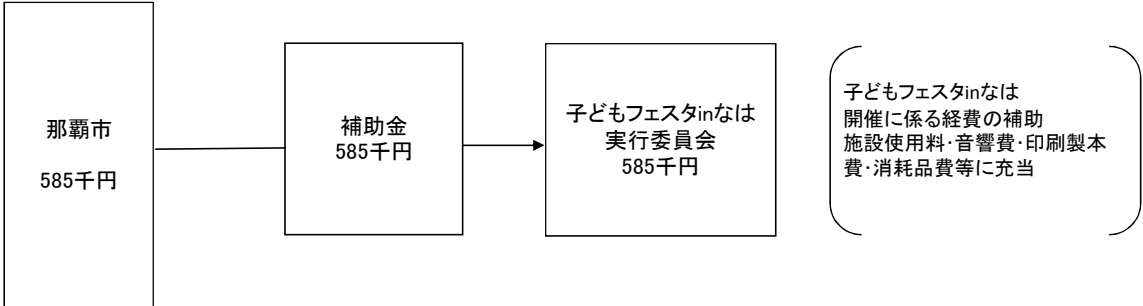 那覇市
585千円
補助金
585千円
子どもフェスタinなは
実行委員会
585千円
子どもフェスタinなは
開催に係る経費の補助
施設使用料・音響費・印刷製本
費・消耗品費等に充当